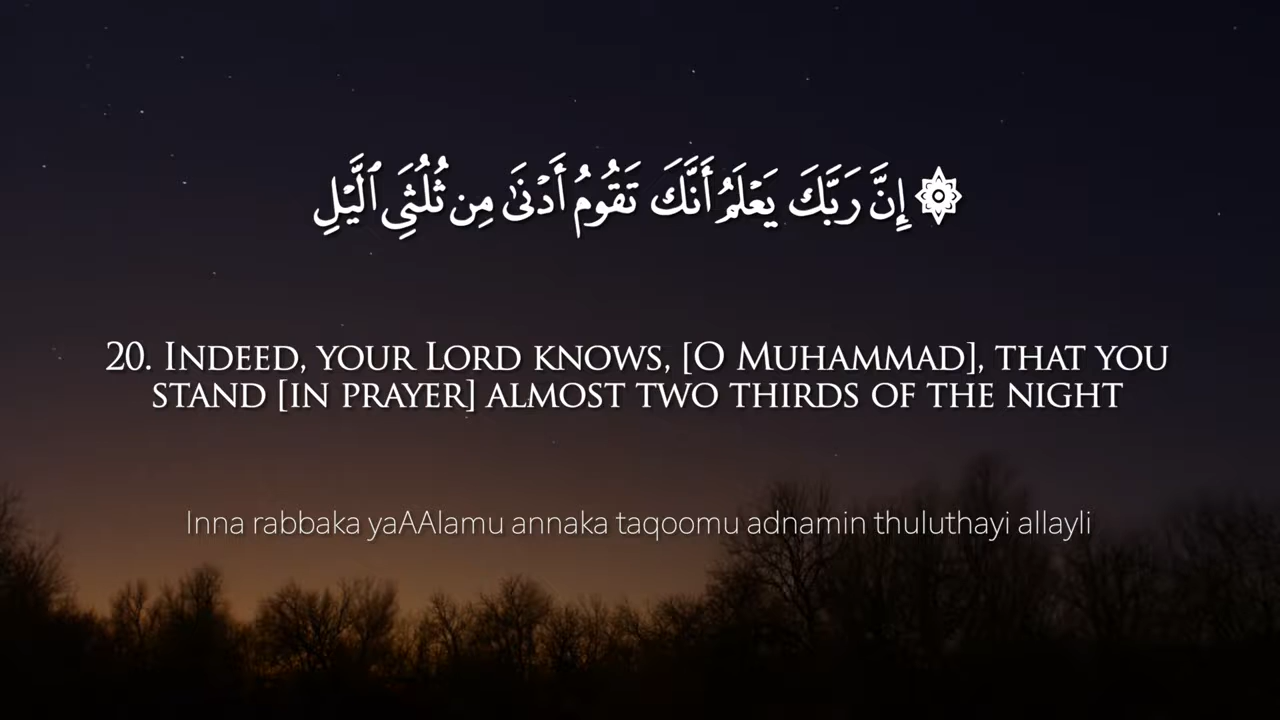 ۞ إِنَّ رَبَّكَ يَعْلَمُ أَنَّكَ تَقُومُ أَدْنَىٰ مِن ثُلُثَىِ ٱلَّيْلِ
20. Indeed, your Lord knows, [O Muhammad], that you
stand [in prayer] almost two thirds of the night
Inna rabbaka yaAAlamu annaka taqoomu adnamin thuluthayi allayli